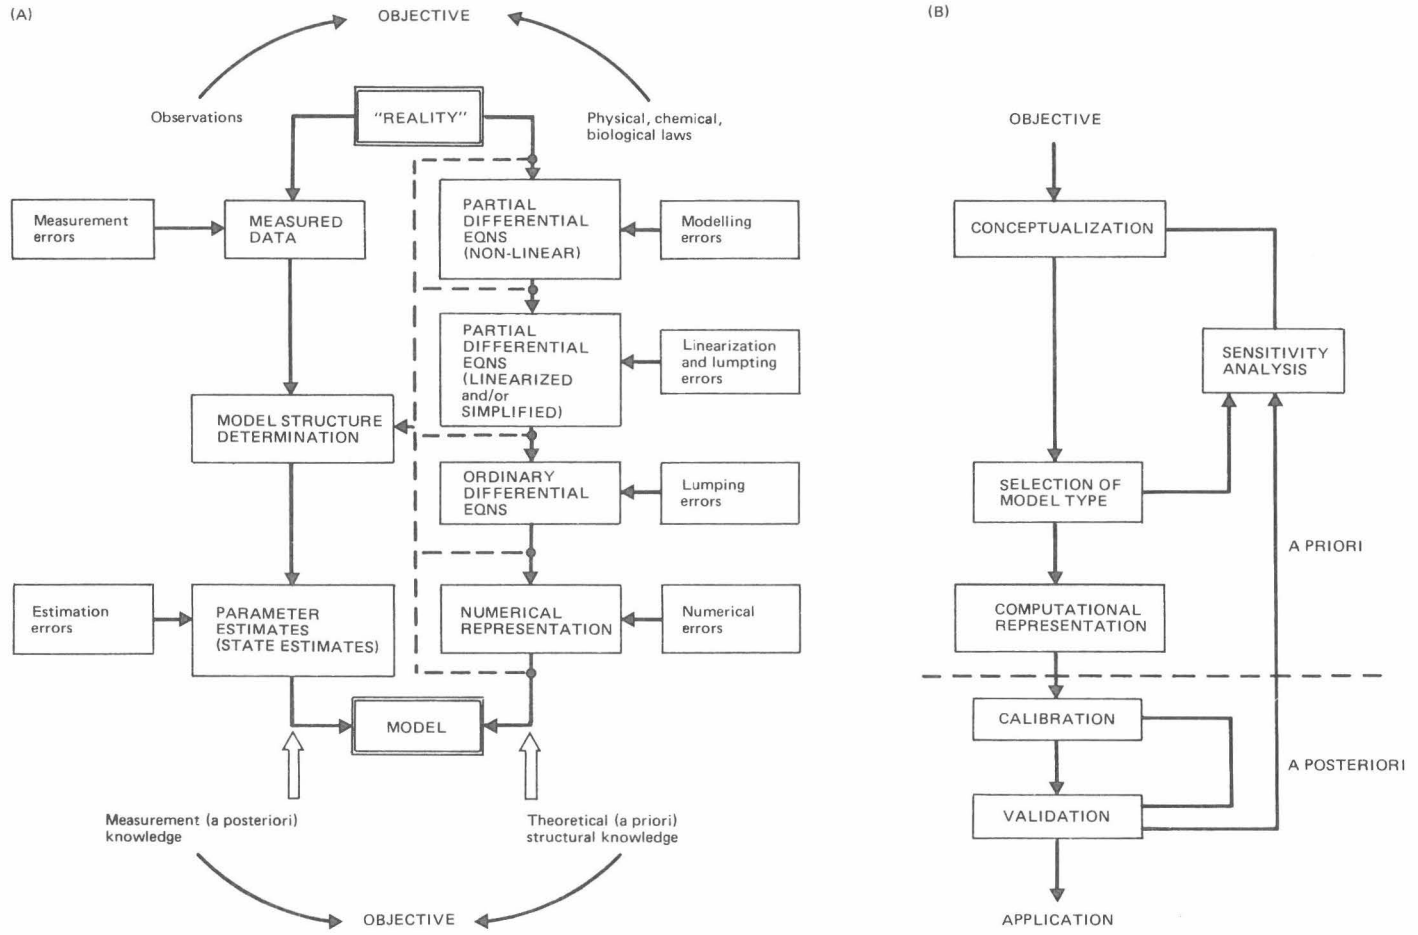 (A)
OBJECTIVE
Observations
"REALITY"
Physical, chemical,
biological laws
Measurement
errors
MEASURED
DATA
PARTIAL
DIFFERENTIAL
EQNS
(NON-LINEAR)
Modelling
errors
PARTIAL
DIFFERENTIAL
EQNS
(LINEARIZED
and/or
SIMPLIFIED)
Linearization
and lumpting
errors
MODEL STRUCTURE
DETERMINATION
ORDINARY
DIFFERENTIAL
EQNS
Lumping
errors
Estimation
errors
PARAMETER
ESTIMATES
(STATE ESTIMATES)
NUMERICAL
REPRESENTATION
Numerical
errors
MODEL
Measurement (a posteriori)
knowledge
Theoretical (a priori)
structural knowledge
OBJECTIVE
(B)
OBJECTIVE
CONCEPTUALIZATION
SENSITIVITY
ANALYSIS
SELECTION OF
MODEL TYPE
A PRIORI
COMPUTATIONAL
REPRESENTATION
CALIBRATION
A POSTERIORI
VALIDATION
APPLICATION